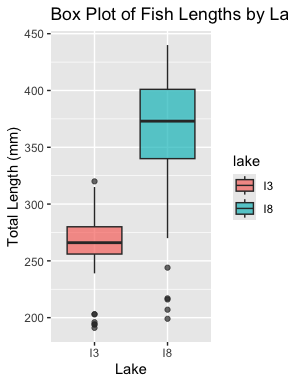 Box Plot of Fish Lengths by La
450
400
350
300
250
200
Total Length (mm)
I3
I8
Lake
lake
I3
I8